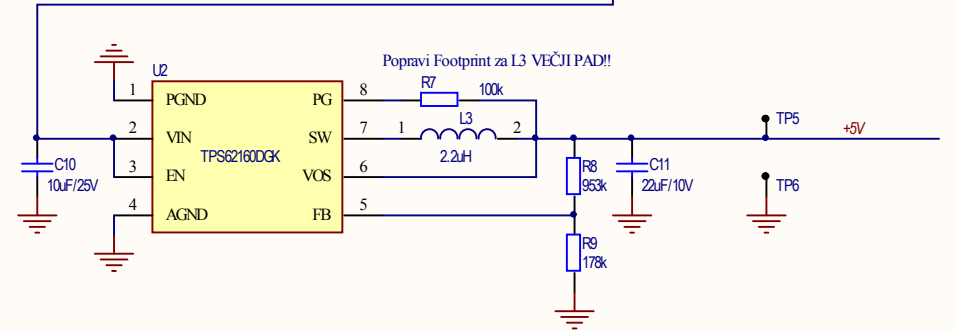 Popravi Footprint za L3 VEČJI PAD!!
U2
R7
100k
1 PGND PG 8
L3
2 VIN SW 7 1 2
TP5
+5V
TPS62160DGK
2.2uH
C10
10uF/25V
3 EN VOS 6
R8
953k
C11
22uF/10V
TP6
4 AGND FB 5
R9
178k